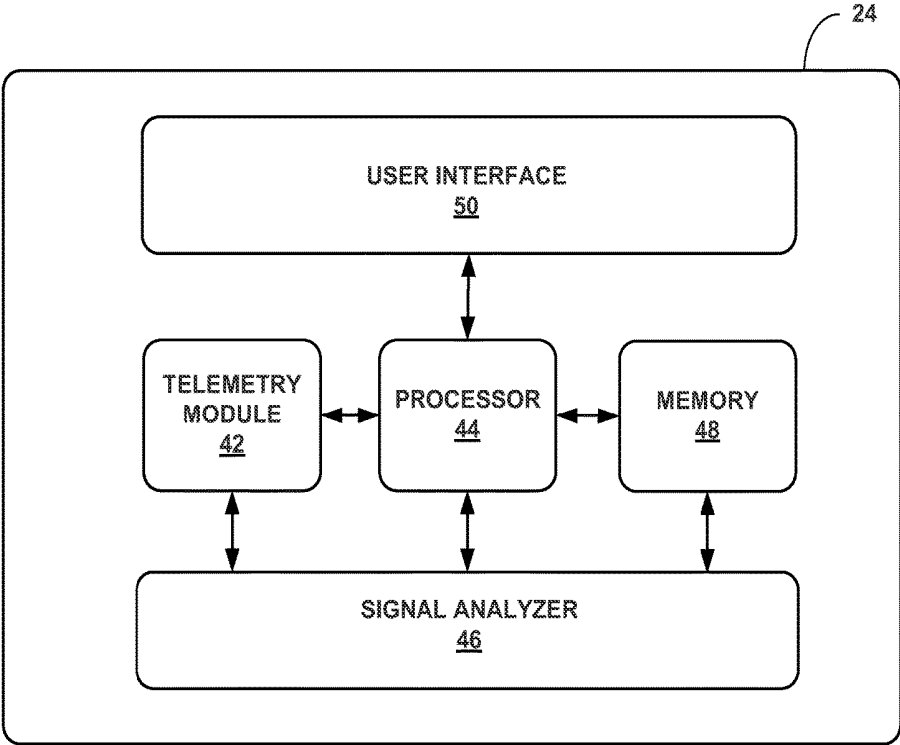 24
USER INTERFACE
50
TELEMETRY
MODULE
42
PROCESSOR
44
MEMORY
48
SIGNAL ANALYZER
46